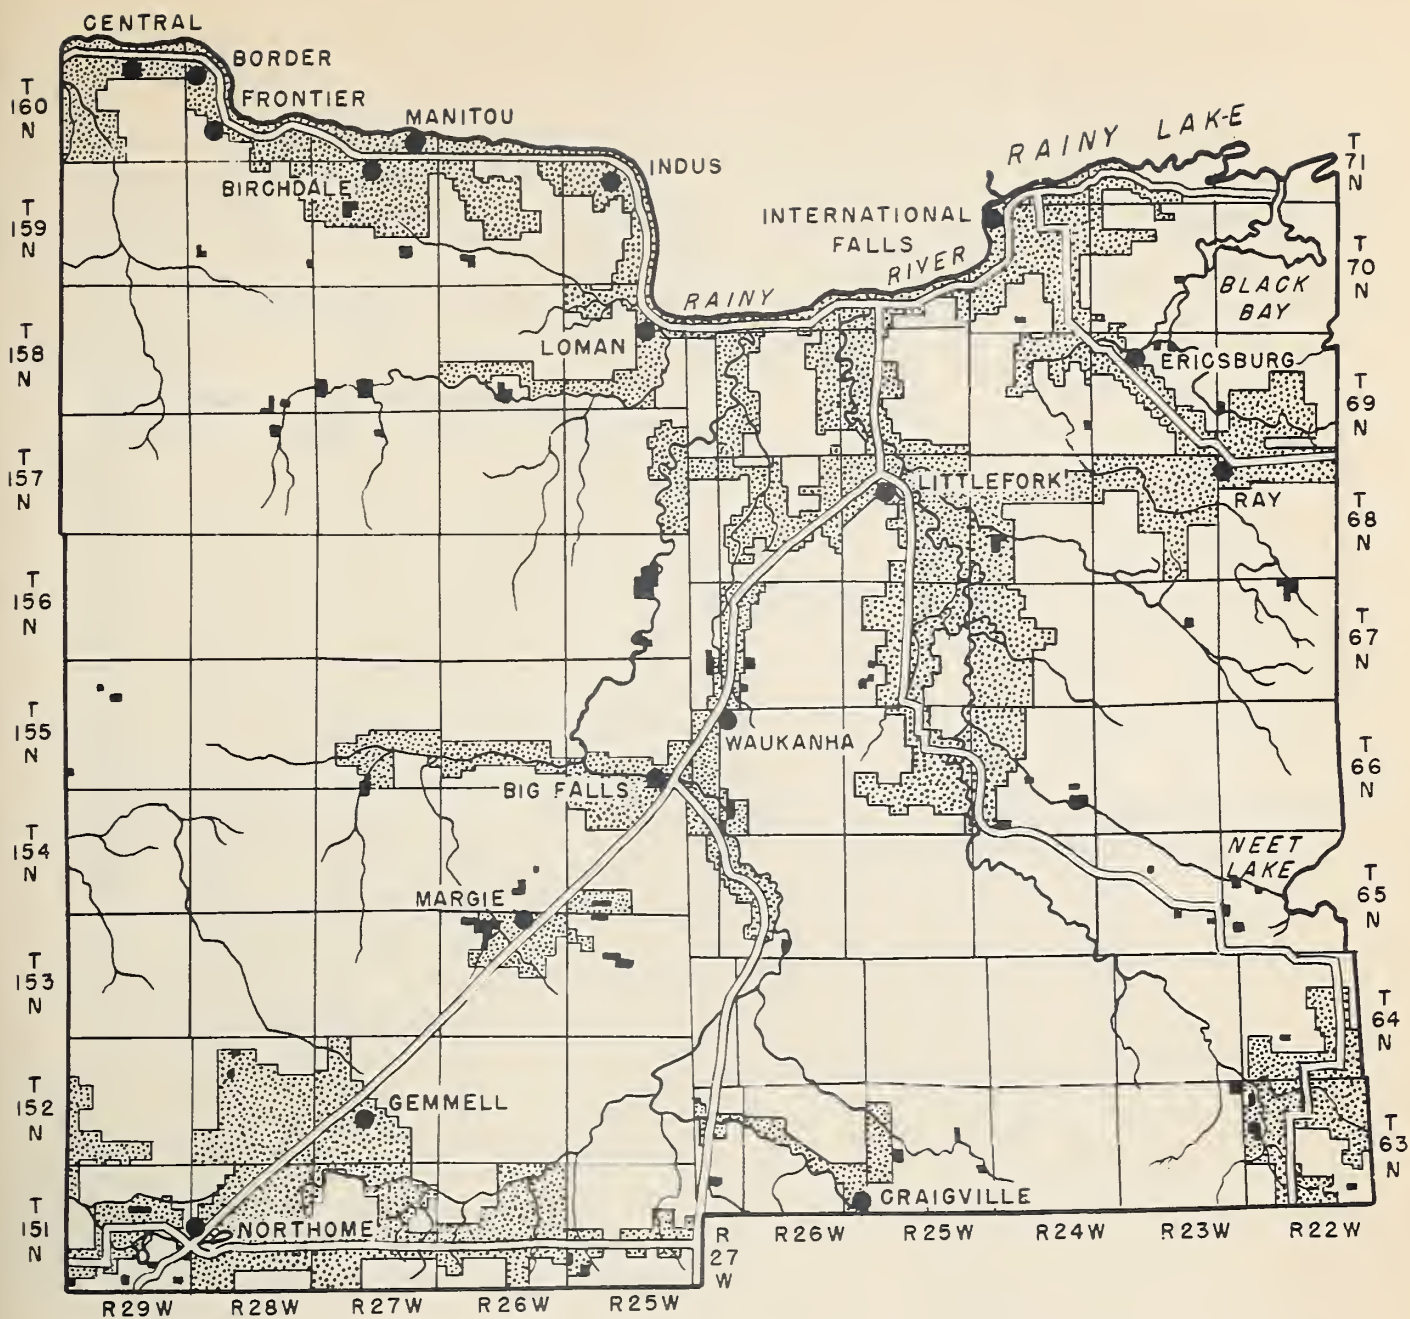 CENTRAL
BORDER
FRONTIER
MANITOU
INDUS
BIRCHDALE
RAINY LAKE
INTERNATIONAL
FALLS
RAINY RIVER
BLACK
BAY
LOMAN
ERICSBURG
LITTLEFORK
RAY
WAUKANHA
BIG FALLS
NEET
LAKE
MARGIE
GEMMELL
CRAIGVILLE
NORTHOME
T
160
N
T
159
N
T
158
N
T
157
N
T
156
N
T
155
N
T
154
N
T
153
N
T
152
N
T
151
N
T
71
N
T
70
N
T
69
N
T
68
N
T
67
N
T
66
N
T
65
N
T
64
N
T
63
N
R
27
W
R26W
R25W
R24W
R23W
R22W
R29W
R28W
R27W
R26W
R25W